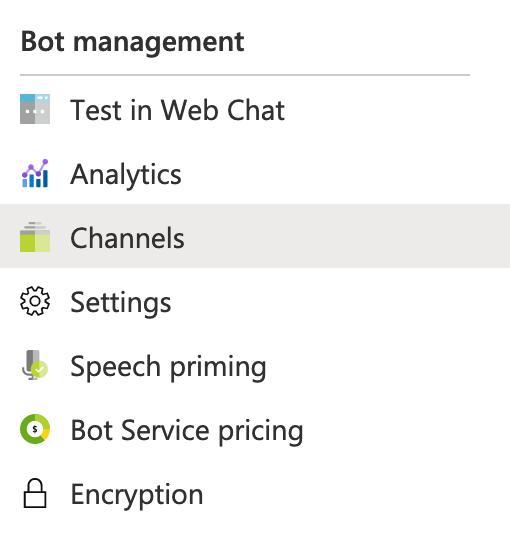 Bot management
Test in Web Chat
Analytics
Channels
Settings
Speech priming
$ Bot Service pricing
Encryption